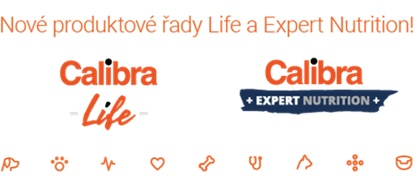 Nové produktové řady Life a Expert Nutrition!
Calibra
Life
Calibra
+ EXPERT NUTRITION +